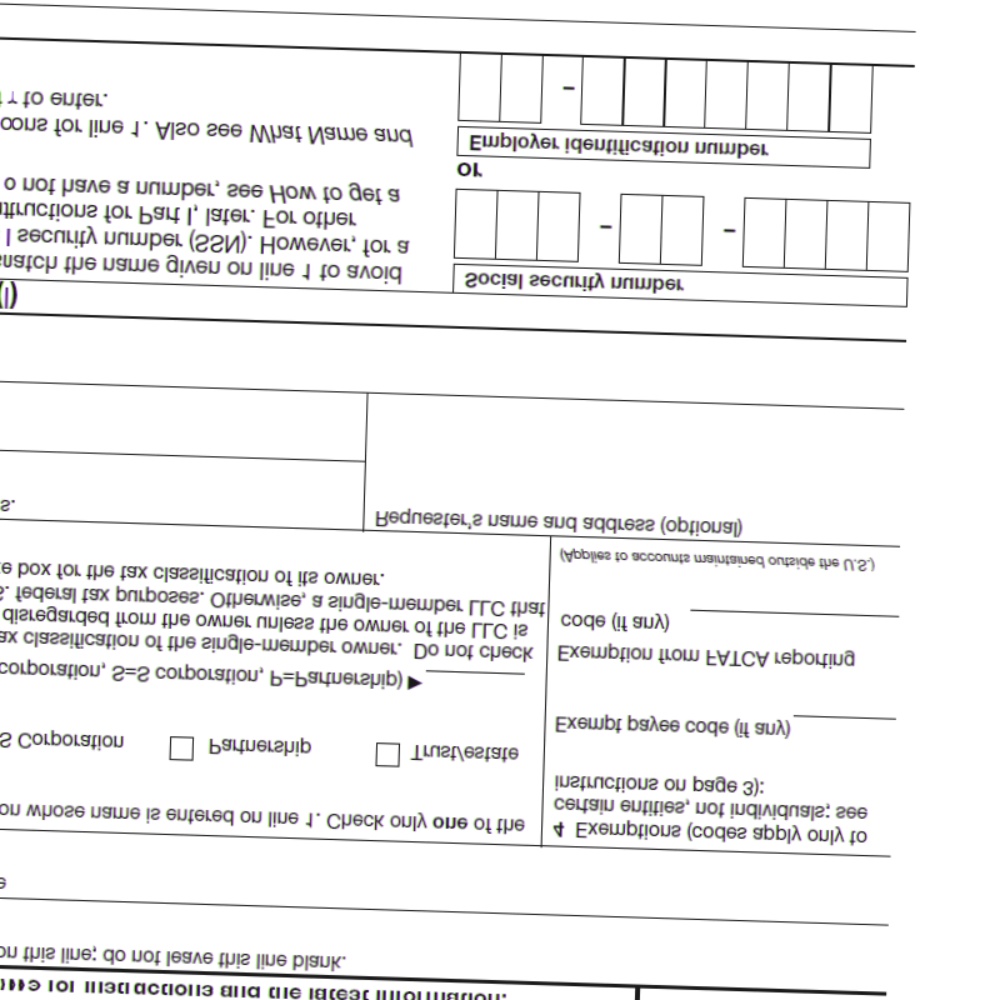 for instructions and the latest information.
on this line; do not leave this line blank.
e
on whose name is entered on line 1. Check only one of the
S Corporation
Partnership
Trust/estate
corporation, S=S corporation, P=Partnership) ▶
ax classification of the single-member owner. Do not check
disregarded from the owner unless the owner of the LLC is
S. federal tax purposes. Otherwise, a single-member LLC that
e box for the tax classification of its owner.
4 Exemptions (codes apply only to
certain entities, not individuals; see
instructions on page 3):
Exempt payee code (if any)
Exemption from FATCA reporting
code (if any)
(Applies to accounts maintained outside the U.S.)
s.
Requester's name and address (optional)
match the name given on line 1 to avoid
l security number (SSN). However, for a
structions for Part I, later. For other
o not have a number, see How to get a
ons for line 1. Also see What Name and
r to enter.
Social security number
– –
or
Employer identification number
–